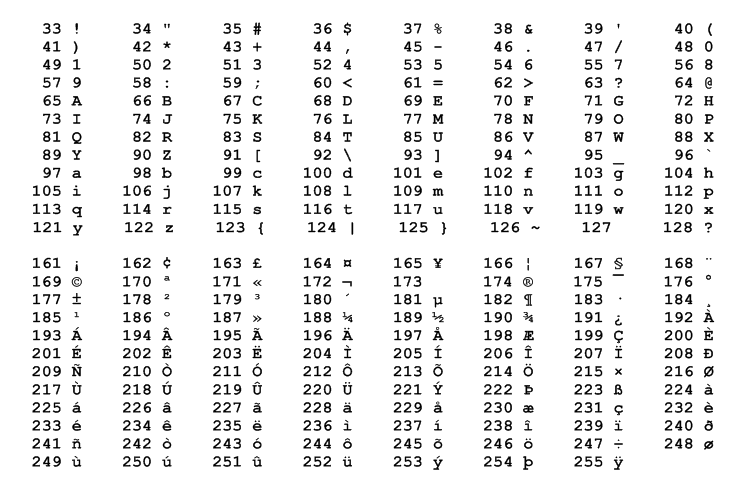 33 ! 34 " 35 # 36 $ 37 % 38 & 39 ' 40 (
41 ) 42 * 43 + 44 , 45 - 46 . 47 / 48 0
49 1 50 2 51 3 52 4 53 5 54 6 55 7 56 8
57 9 58 : 59 ; 60 < 61 = 62 > 63 ? 64 @
65 A 66 B 67 C 68 D 69 E 70 F 71 G 72 H
73 I 74 J 75 K 76 L 77 M 78 N 79 O 80 P
81 Q 82 R 83 S 84 T 85 U 86 V 87 W 88 X
89 Y 90 Z 91 [ 92 \ 93 ] 94 ^ 95 _ 96 `
97 a 98 b 99 c 100 d 101 e 102 f 103 g 104 h
105 i 106 j 107 k 108 l 109 m 110 n 111 o 112 p
113 q 114 r 115 s 116 t 117 u 118 v 119 w 120 x
121 y 122 z 123 { 124 | 125 } 126 ~ 127 128 ?
161 ¡ 162 ¢ 163 £ 164 ¤ 165 ¥ 166 ¦ 167 § 168 ¨
169 © 170 ª 171 « 172 ¬ 173 174 ® 175 ¯ 176 °
177 ± 178 ² 179 ³ 180 ´ 181 µ 182 ¶ 183 · 184 ¸
185 ¹ 186 º 187 » 188 ¼ 189 ½ 190 ¾ 191 ¿ 192 À
193 Á 194 Â 195 Ã 196 Ä 197 Å 198 Æ 199 Ç 200 È
201 É 202 Ê 203 Ë 204 Ì 205 Í 206 Î 207 Ï 208 Ð
209 Ñ 210 Ò 211 Ó 212 Ô 213 Õ 214 Ö 215 × 216 Ø
217 Ù 218 Ú 219 Û 220 Ü 221 Ý 222 Þ 223 ß 224 à
225 á 226 â 227 ã 228 ä 229 å 230 æ 231 ç 232 è
233 é 234 ê 235 ë 236 ì 237 í 238 î 239 ï 240 ð
241 ñ 242 ò 243 ó 244 ô 245 õ 246 ö 247 ÷ 248 ø
249 ù 250 ú 251 û 252 ü 253 ý 254 þ 255 ÿ